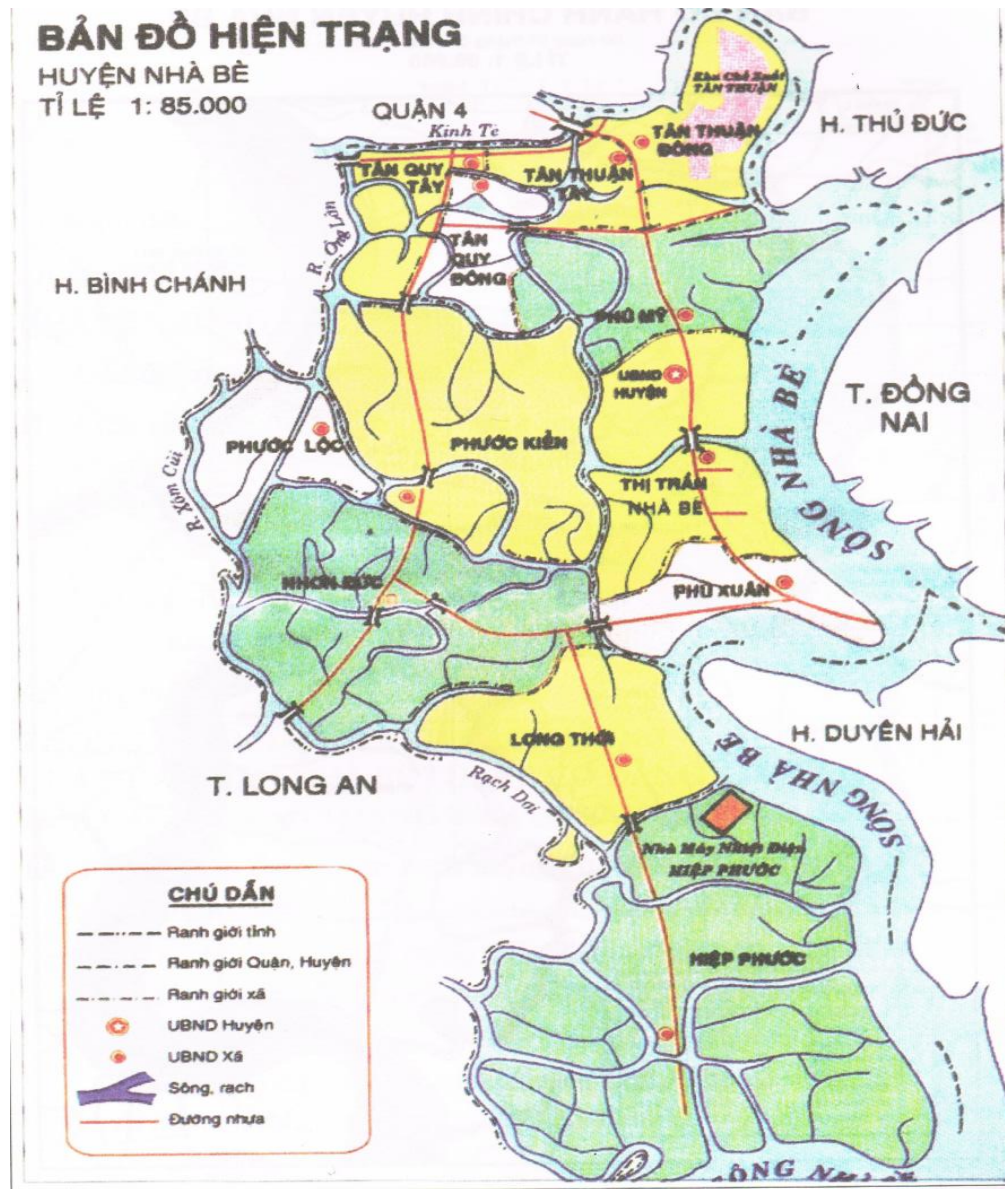 BẢN ĐỒ HIỆN TRẠNG
HUYỆN NHÀ BÈ
TỈ LỆ 1: 85.000
QUẬN 4
Kinh Tẻ
Khu Chế Xuất
TÂN THUẬN
H. THỦ ĐỨC
TÂN THUẬN
ĐÔNG
TÂN QUY
TÂY
TÂN THUẬN
TÂY
R. Ông Lớn
TÂN
QUY
ĐÔNG
H. BÌNH CHÁNH
PHÚ MỸ
UBND
HUYỆN
T. ĐỒNG
NAI
SÔNG NHÀ BÈ
PHƯỚC LỘC
PHƯỚC KIỂN
R. Xóm Củi
THỊ TRẤN
NHÀ BÈ
NHƠN ĐỨC
PHÚ XUÂN
LONG THỚI
H. DUYÊN HẢI
SÔNG NHÀ BÈ
T. LONG AN
Rạch Dơi
Nhà Máy Nhiệt Điện
HIỆP PHƯỚC
HIỆP PHƯỚC
CHÚ DẨN
Ranh giới tỉnh
Ranh giới Quận, Huyện
Ranh giới xã
UBND Huyện
UBND Xã
Sông, rạch
Đường nhựa